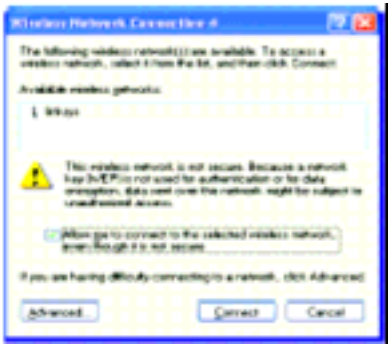 Wireless Network Connection
The following wireless network(s) are available. To access a
wireless network, select it from the list, and then click Connect.
Available wireless networks:
linksys
This wireless network is not secure. Because a network
key (WEP) is not used for authentication or for data
encryption, data sent over this network might be subject to
unauthorized access.
Allow me to connect to the selected wireless network,
even though it is not secure
If you are having difficulty connecting to a network, click Advanced.
Advanced...
Connect
Cancel